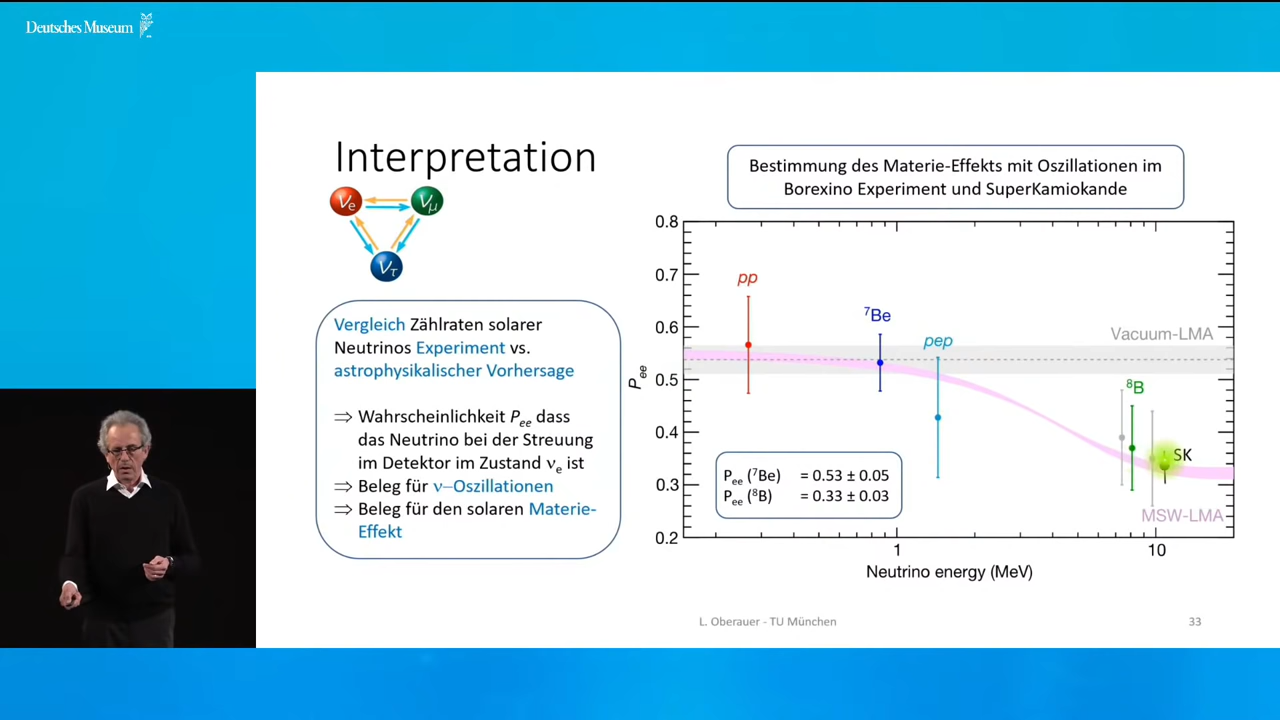 Deutsches Museum
Interpretation
νe
νμ
ντ
Vergleich Zählraten solarer
Neutrinos Experiment vs.
astrophysikalischer Vorhersage
⇒ Wahrscheinlichkeit Pee dass
das Neutrino bei der Streuung
im Detektor im Zustand νe ist
⇒ Beleg für ν–Oszillationen
⇒ Beleg für den solaren Materie-
Effekt
Bestimmung des Materie-Effekts mit Oszillationen im
Borexino Experiment und SuperKamiokande
0.8
0.7
0.6
0.5
0.4
0.3
0.2
Pee
pp
7Be
pep
Vacuum-LMA
8B
SK
MSW-LMA
Pee (7Be) = 0.53 ± 0.05
Pee (8B) = 0.33 ± 0.03
1
10
Neutrino energy (MeV)
L. Oberauer - TU München
33